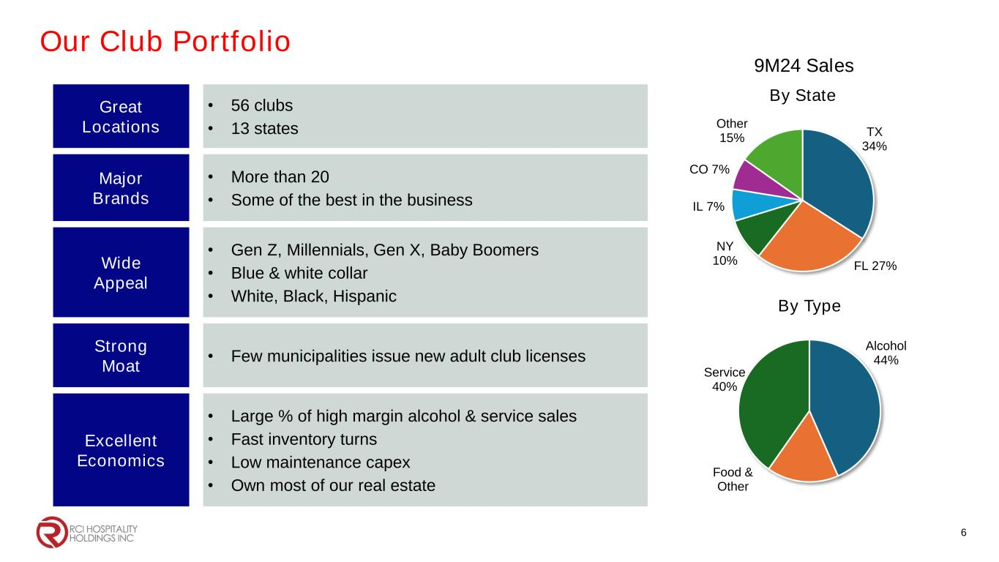 Our Club Portfolio
Great
Locations
• 56 clubs
• 13 states
Major
Brands
• More than 20
• Some of the best in the business
Wide
Appeal
• Gen Z, Millennials, Gen X, Baby Boomers
• Blue & white collar
• White, Black, Hispanic
Strong
Moat
• Few municipalities issue new adult club licenses
Excellent
Economics
• Large % of high margin alcohol & service sales
• Fast inventory turns
• Low maintenance capex
• Own most of our real estate
9M24 Sales
By State
Other
15%
TX
34%
CO 7%
IL 7%
NY
10%
FL 27%
By Type
Alcohol
44%
Service
40%
Food &
Other
RCI HOSPITALITY
HOLDINGS INC
6